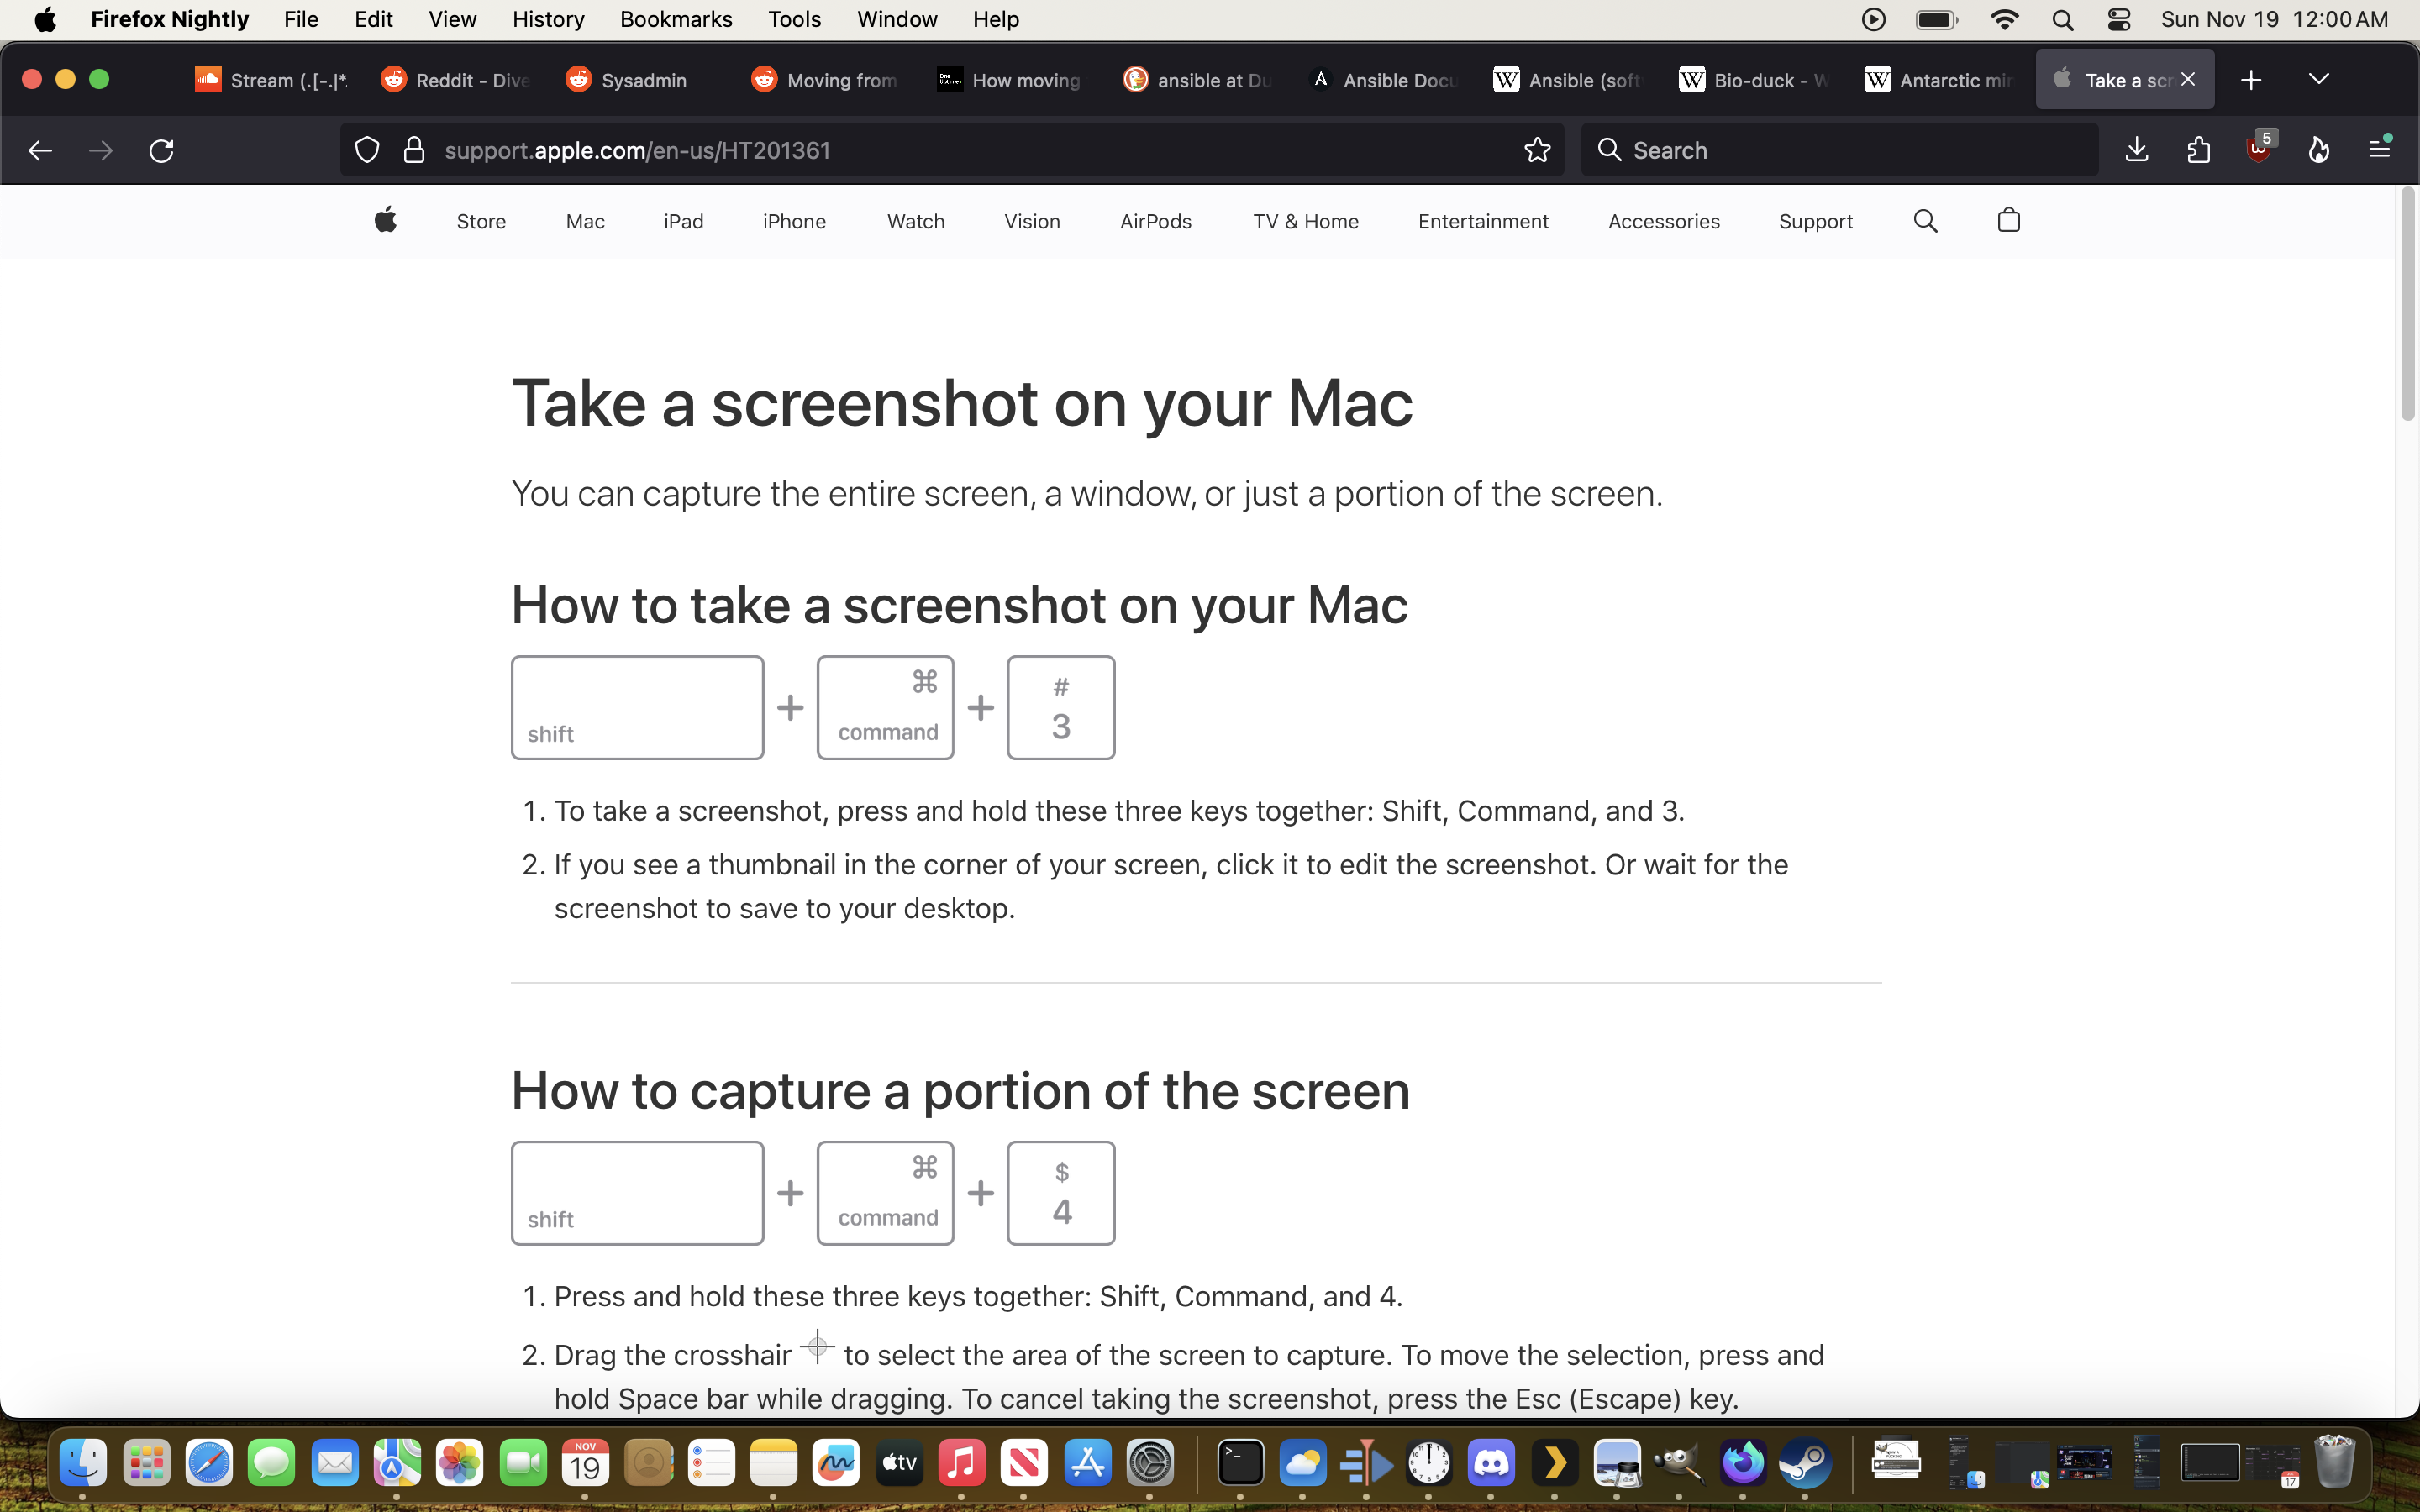 Firefox Nightly File Edit View History Bookmarks Tools Window Help Sun Nov 19 12:00 AM
Stream (.[-.|*. Reddit - Dive Sysadmin Moving from How moving ansible at Du Ansible Docu Ansible (soft Bio-duck - W Antarctic min Take a scr
support.apple.com/en-us/HT201361 Search 5
Store Mac iPad iPhone Watch Vision AirPods TV & Home Entertainment Accessories Support
Take a screenshot on your Mac
You can capture the entire screen, a window, or just a portion of the screen.
How to take a screenshot on your Mac
shift + ⌘ command + # 3
1. To take a screenshot, press and hold these three keys together: Shift, Command, and 3.
2. If you see a thumbnail in the corner of your screen, click it to edit the screenshot. Or wait for the
screenshot to save to your desktop.
How to capture a portion of the screen
shift + ⌘ command + $ 4
1. Press and hold these three keys together: Shift, Command, and 4.
2. Drag the crosshair to select the area of the screen to capture. To move the selection, press and
hold Space bar while dragging. To cancel taking the screenshot, press the Esc (Escape) key.
NOV
19 tv 17